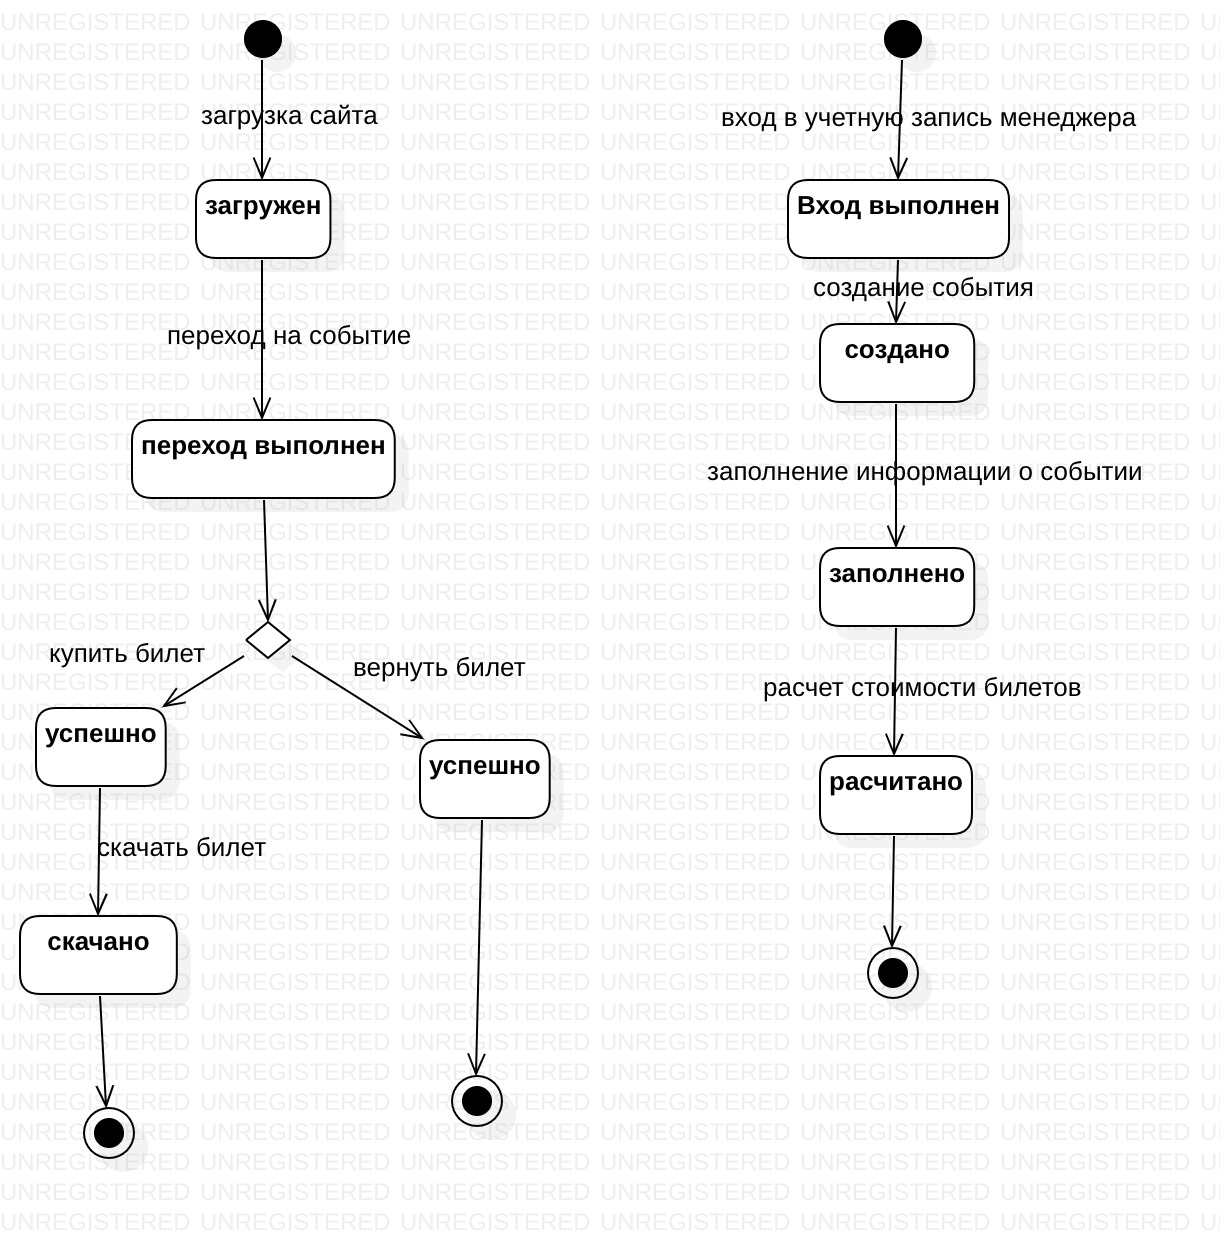 загрузка сайта
загружен
переход на событие
переход выполнен
купить билет
вернуть билет
успешно
успешно
скачать билет
скачано
вход в учетную запись менеджера
Вход выполнен
создание события
создано
заполнение информации о событии
заполнено
расчет стоимости билетов
расчитано
UNREGISTERED